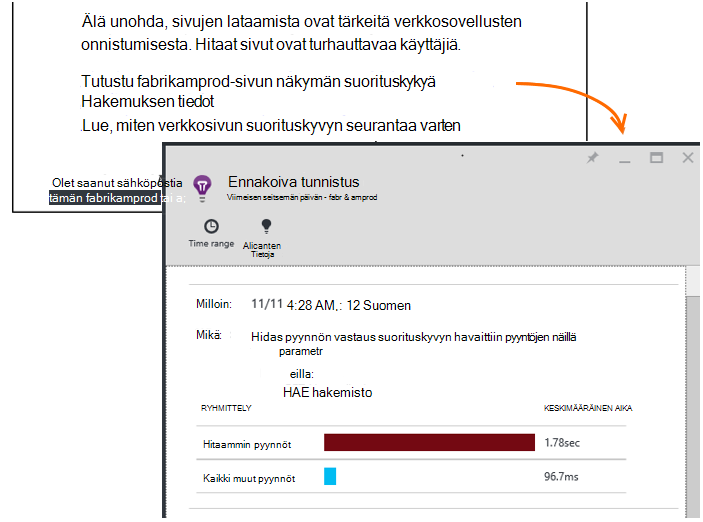 Älä unohda, sivujen lataamista ovat tärkeitä verkkosovellusten
onnistumisesta. Hitaat sivut ovat turhauttavaa käyttäjiä.
Tutustu fabrikamprod-sivun näkymän suorituskykyä
Hakemuksen tiedot
.Lue, miten verkkosivun suorituskyvyn seurantaa varten
Olet saanut sähköpostia
tämän fabrikamprod tai a;
Ennakoiva tunnistus
Viimeisen seitsemän päivän - fabr & amprod
Time range
Alicanten
Tietoja
Milloin: 11/11 4:28 AM,: 12 Suomen
Mikä: Hidas pyynnön vastaus suorituskyvyn havaittiin pyyntöjen näillä
parametr
eilla:
HAE hakemisto
RYHMITTELY KESKIMÄÄRÄINEN AIKA
Hitaammin pyynnöt 1.78sec
Kaikki muut pyynnöt 96.7ms